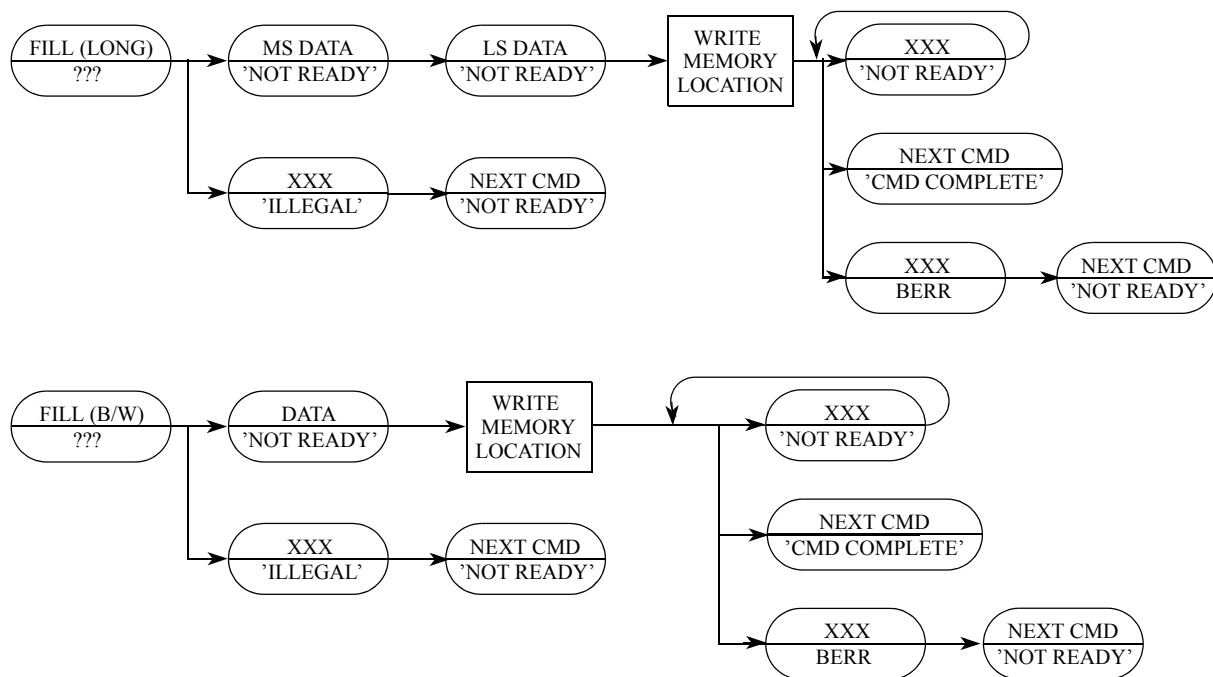 FILL (LONG)
???
MS DATA
’NOT READY’
LS DATA
’NOT READY’
WRITE
MEMORY
LOCATION
XXX
’NOT READY’
XXX
’ILLEGAL’
NEXT CMD
’NOT READY’
NEXT CMD
’CMD COMPLETE’
XXX
BERR
NEXT CMD
’NOT READY’
FILL (B/W)
???
DATA
’NOT READY’
WRITE
MEMORY
LOCATION
XXX
’NOT READY’
XXX
’ILLEGAL’
NEXT CMD
’NOT READY’
NEXT CMD
’CMD COMPLETE’
XXX
BERR
NEXT CMD
’NOT READY’